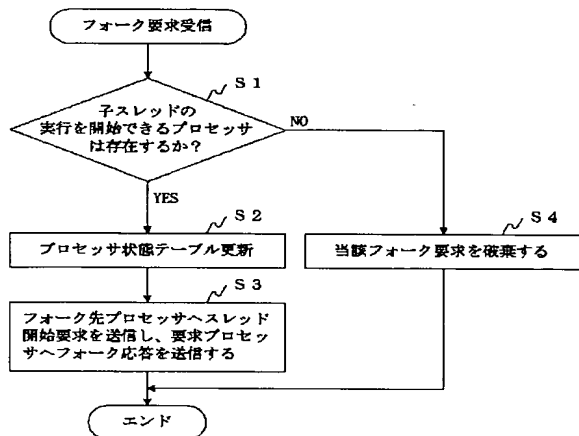 フォーク要求受信
S1
子スレッドの
実行を開始できるプロセッサ
は存在するか？
NO
YES
S2
プロセッサ状態テーブル更新
S4
当該フォーク要求を破棄する
S3
フォーク先プロセッサへスレッド
開始要求を送信し、要求プロセッ
サへフォーク応答を送信する
エンド